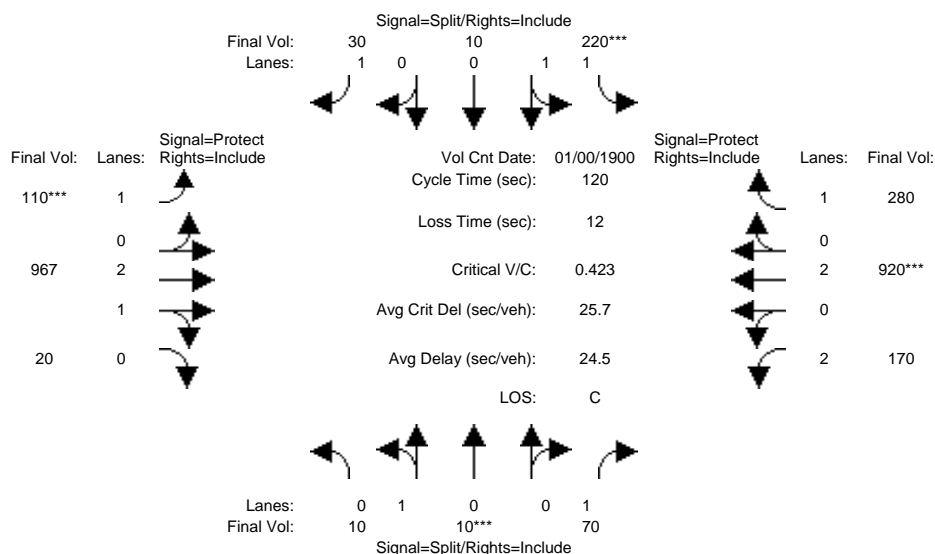 Signal=Split/Rights=Include
Final Vol: 30 10 220***
Lanes: 1 0 0 1 1
Signal=Protect
Final Vol: Lanes: Rights=Include
Vol Cnt Date: 01/00/1900
Signal=Protect
Rights=Include Lanes: Final Vol:
Cycle Time (sec): 120
110*** 1
1 280
Loss Time (sec): 12
0
0
967 2
Critical V/C: 0.423
2 920***
1
Avg Crit Del (sec/veh): 25.7
0
20 0
Avg Delay (sec/veh): 24.5
2 170
LOS: C
Lanes: 0 1 0 0 1
Final Vol: 10 10*** 70
Signal=Split/Rights=Include